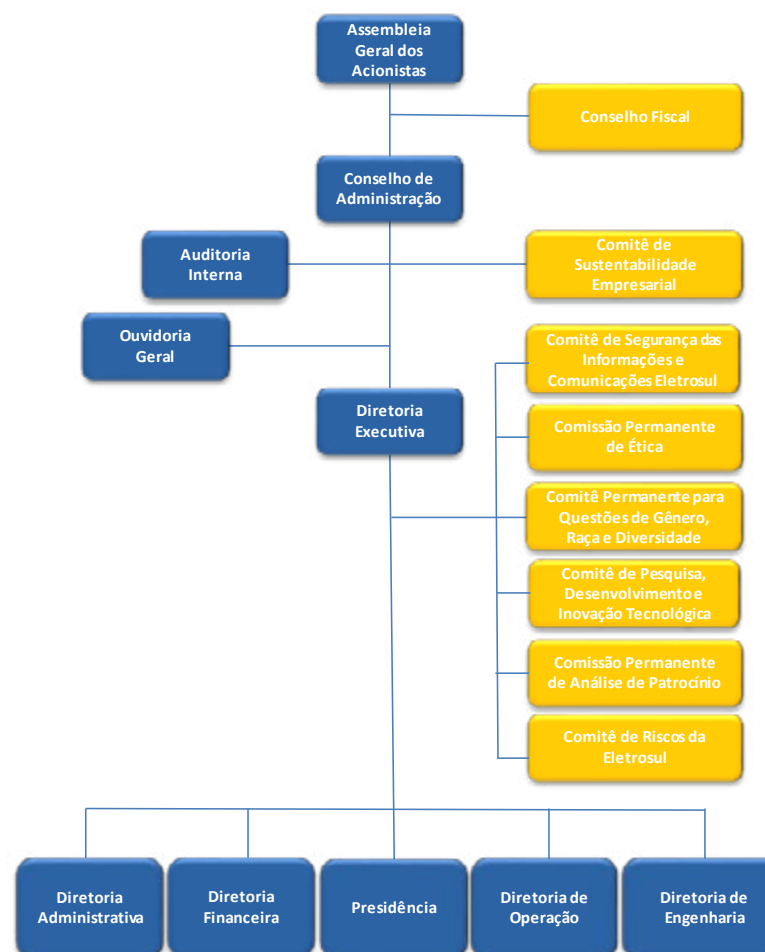 Assembleia
Geral dos
Acionistas
Conselho Fiscal
Conselho de
Administração
Auditoria
Interna
Comitê de
Sustentabilidade
Empresarial
Ouvidoria
Geral
Comitê de Segurança das
Informações e
Comunicações Eletrosul
Diretoria
Executiva
Comissão Permanente
de Ética
Comitê Permanente para
Questões de Gênero,
Raça e Diversidade
Comitê de Pesquisa,
Desenvolvimento e
Inovação Tecnológica
Comissão Permanente
de Análise de Patrocínio
Comitê de Riscos da
Eletrosul
Diretoria
Administrativa
Diretoria
Financeira
Presidência
Diretoria de
Operação
Diretoria de
Engenharia